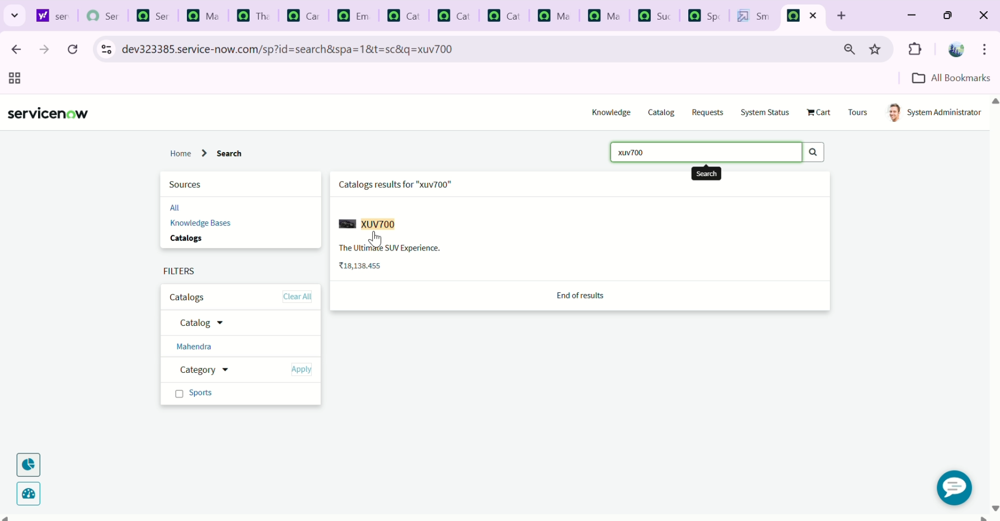 ser
Ser
Ser
Ma
Tha
Car
Em
Cat
Cat
Cat
Ma
Ma
Suc
Spo
Sm
dev323385.service-now.com/sp?id=search&spa=1&t=sc&q=xuv700
All Bookmarks
servicenow
Knowledge
Catalog
Requests
System Status
Cart
Tours
System Administrator
Home
Search
xuv700
Search
Sources
All
Knowledge Bases
Catalogs
Catalogs results for "xuv700"
XUV700
The Ultimate SUV Experience.
₹18,138.455
End of results
FILTERS
Catalogs
Clear All
Catalog
Mahendra
Category
Apply
Sports